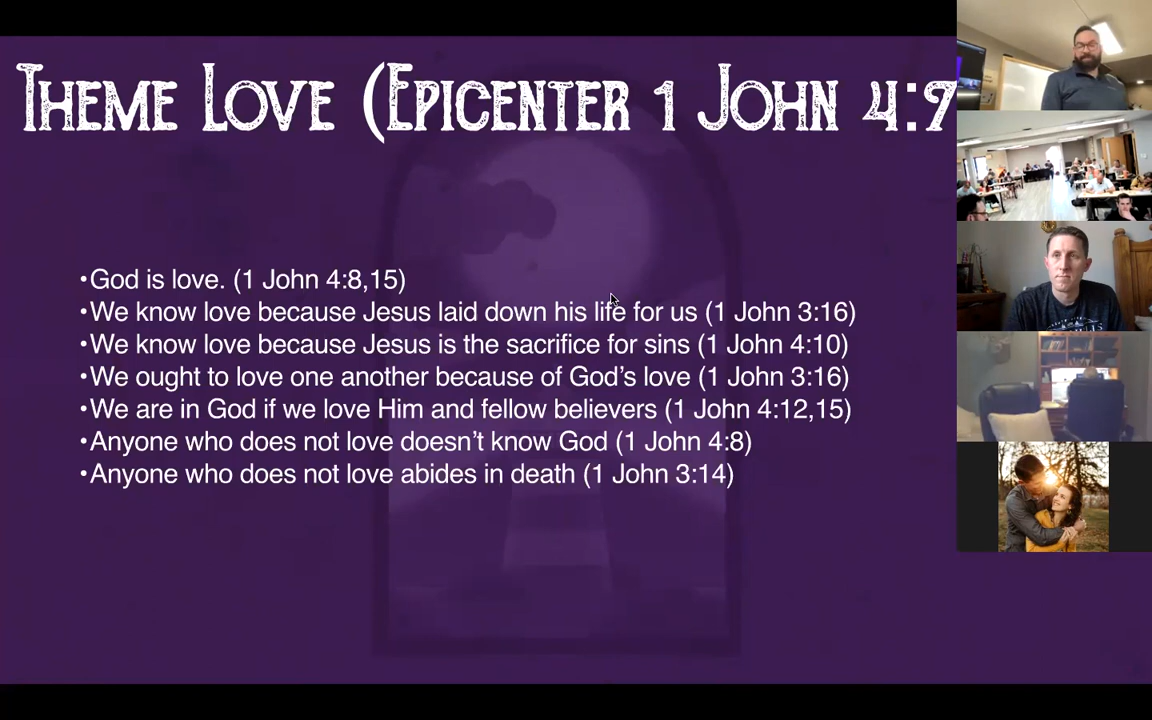 Theme Love (Epicenter 1 John 4:9
•God is love. (1 John 4:8,15)
•We know love because Jesus laid down his life for us (1 John 3:16)
•We know love because Jesus is the sacrifice for sins (1 John 4:10)
•We ought to love one another because of God’s love (1 John 3:16)
•We are in God if we love Him and fellow believers (1 John 4:12,15)
•Anyone who does not love doesn’t know God (1 John 4:8)
•Anyone who does not love abides in death (1 John 3:14)